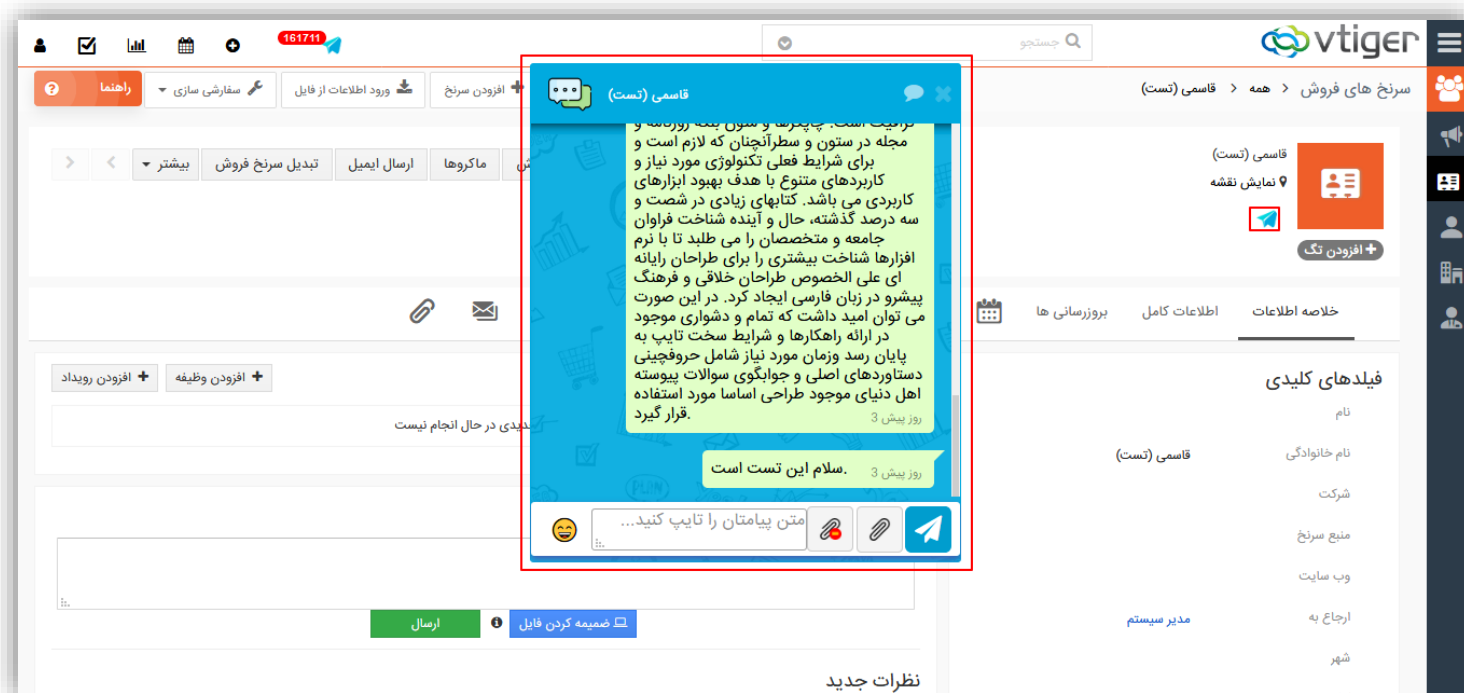 161711
جستجو
vtiger
سرنخ های فروش > همه > قاسمی (تست)
افزودن سرنخ
ورود اطلاعات از فایل
سفارشی سازی
راهنما
قاسمی (تست)
نمایش نقشه
افزودن تگ
ماکروها
ارسال ایمیل
تبدیل سرنخ فروش
بیشتر
خلاصه اطلاعات
اطلاعات کامل
بروزرسانی ها
فیلدهای کلیدی
نام
نام خانوادگی
قاسمی (تست)
شرکت
منبع سرنخ
وب سایت
ارجاع به
مدیر سیستم
شهر
قاسمی (تست)
مجله در ستون و سطرآنچنان که لازم است و
برای شرایط فعلی تکنولوژی مورد نیاز و
کاربردهای متنوع با هدف بهبود ابزارهای
کاربردی می باشد. کتابهای زیادی در شصت و
سه درصد گذشته، حال و آینده شناخت فراوان
جامعه و متخصصان را می طلبد تا با نرم
افزارها شناخت بیشتری را برای طراحان رایانه
ای علی الخصوص طراحان خلاقی و فرهنگ
پیشرو در زبان فارسی ایجاد کرد. در این صورت
می توان امید داشت که تمام و دشواری موجود
در ارائه راهکارها و شرایط سخت تایپ به
پایان رسد وزمان مورد نیاز شامل حروفچینی
دستاوردهای اصلی و جوابگوی سوالات پیوسته
اهل دنیای موجود طراحی اساسا مورد استفاده
.قرار گیرد
3 روز پیش
.سلام این تست است
3 روز پیش
متن پیامتان را تایپ کنید...
افزودن وظیفه
افزودن رویداد
در حال انجام نیست
ضمیمه کردن فایل
ارسال
نظرات جدید